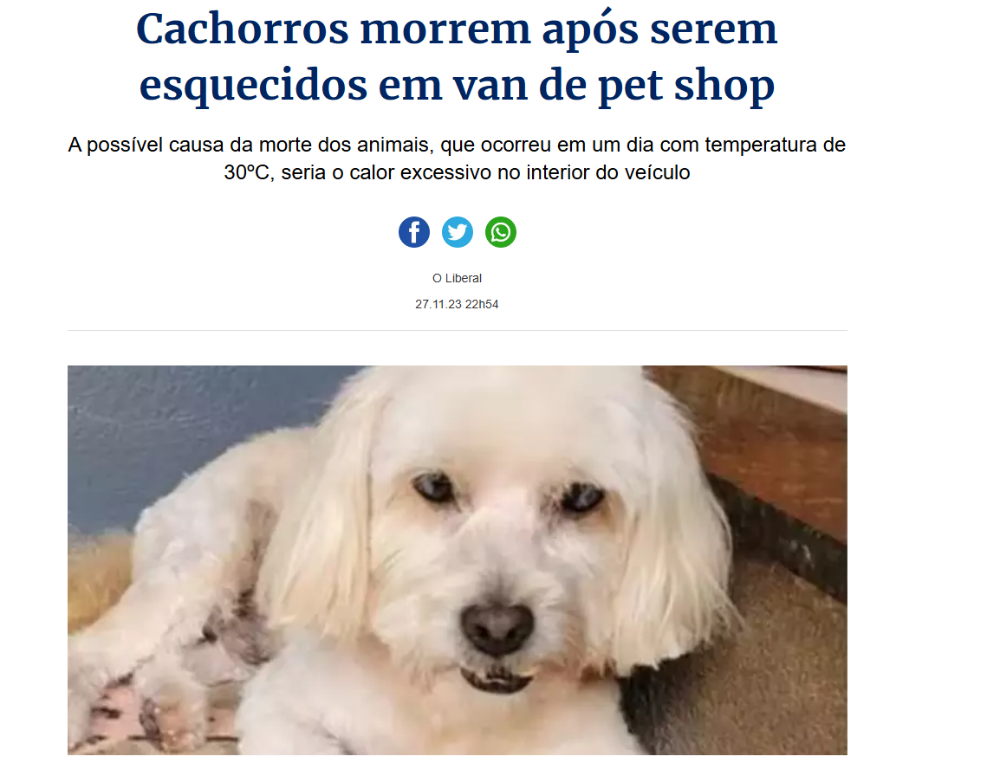 Cachorros morrem após serem
esquecidos em van de pet shop
A possível causa da morte dos animais, que ocorreu em um dia com temperatura de
30ºC, seria o calor excessivo no interior do veículo
O Liberal
27.11.23 22h54